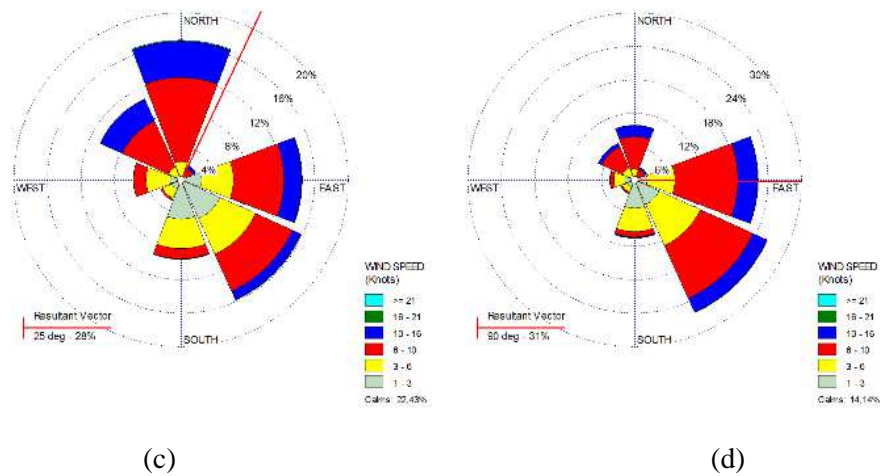 NORTH
20%
16%
12%
8%
4%
WEST
EAST
SOUTH
WIND SPEED
(Knots)
>= 21
16 - 21
10 - 16
6 - 10
3 - 6
1 - 3
Calms: 22,43%
Resultant Vector
25 deg - 28%
(c)
NORTH
30%
24%
18%
12%
6%
WEST
EAST
SOUTH
WIND SPEED
(Knots)
>= 21
16 - 21
10 - 16
6 - 10
3 - 6
1 - 3
Calms: 14,14%
Resultant Vector
90 deg - 31%
(d)